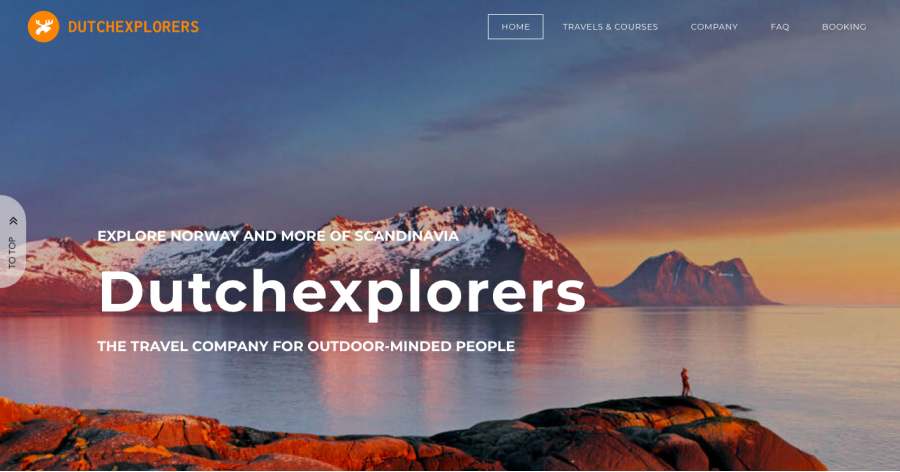 DUTCHEXPLORERS
HOME
TRAVELS & COURSES
COMPANY
FAQ
BOOKING
TO TOP
EXPLORE NORWAY AND MORE OF SCANDINAVIA
Dutchexplorers
THE TRAVEL COMPANY FOR OUTDOOR-MINDED PEOPLE